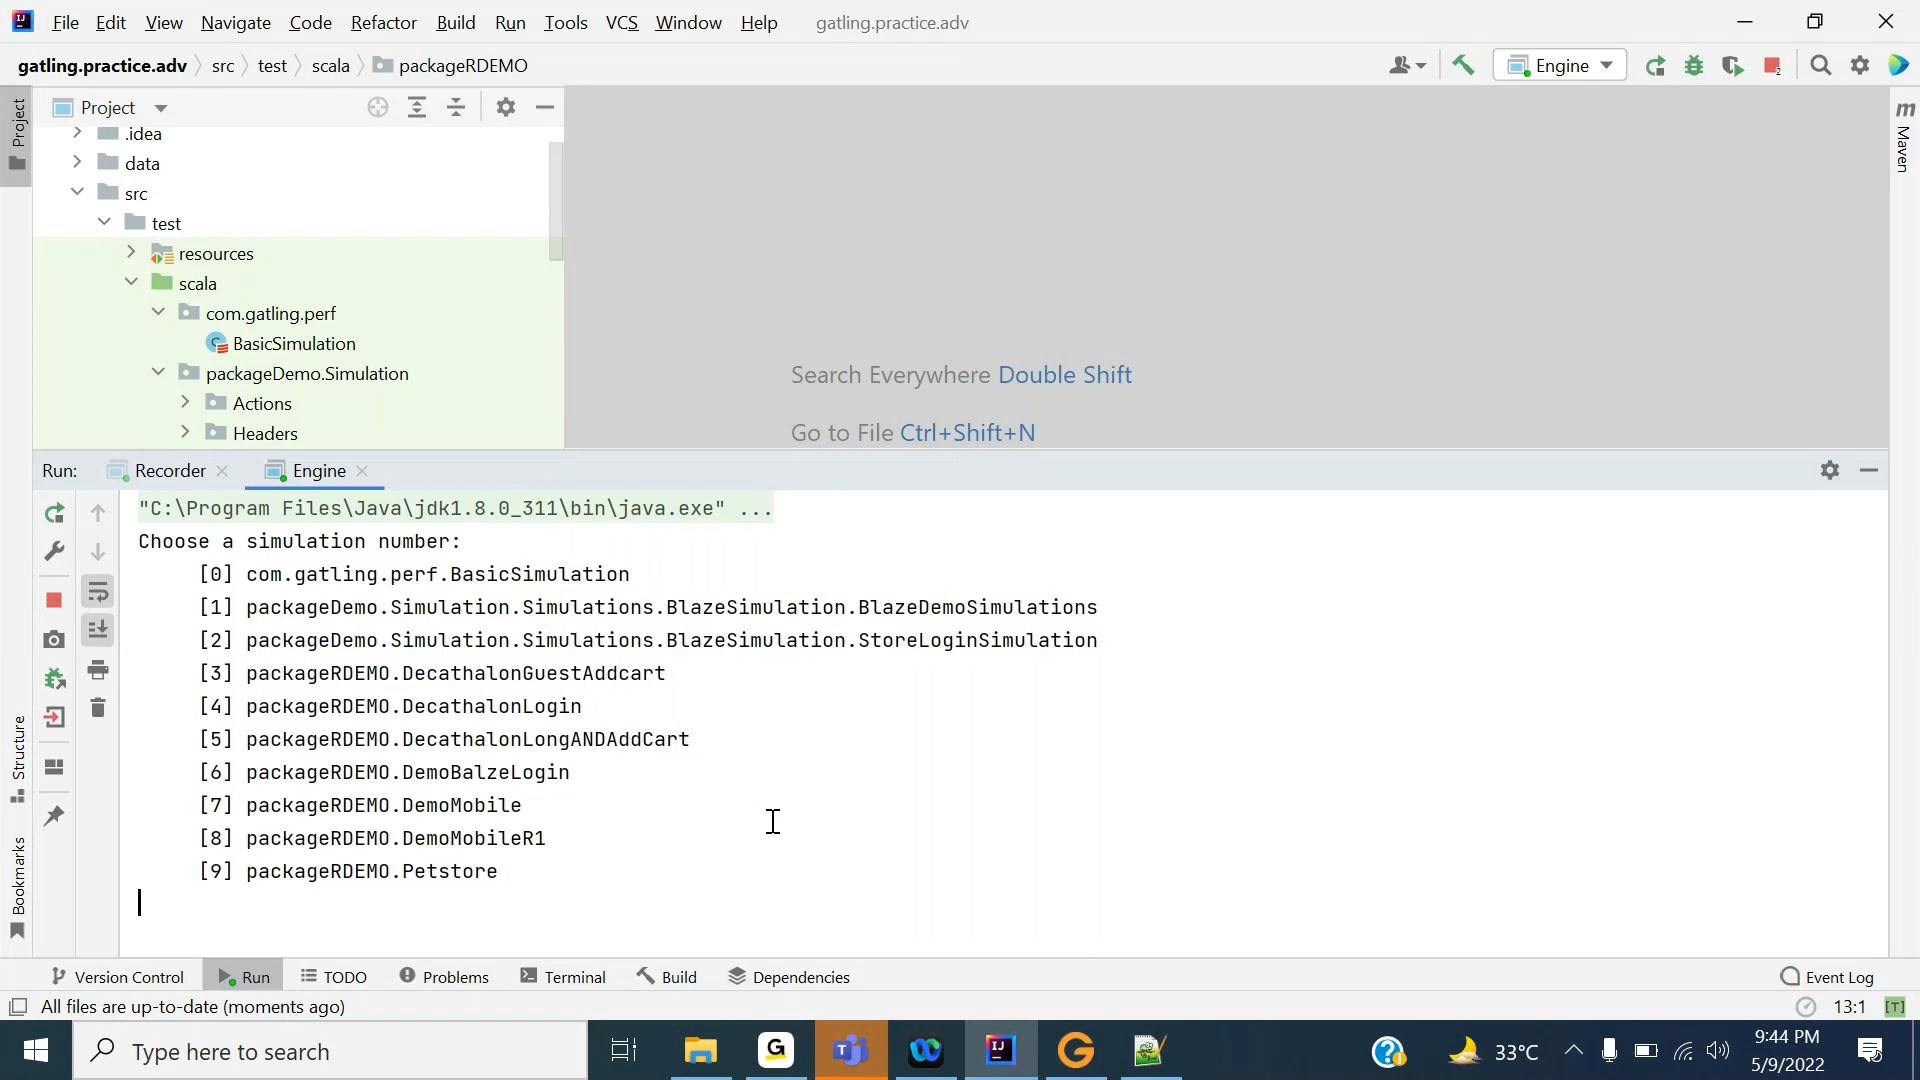 File Edit View Navigate Code Refactor Build Run Tools VCS Window Help gatling.practice.adv
gatling.practice.adv src test scala packageRDEMO Engine
Project
Project
.idea
data
src
test
resources
scala
com.gatling.perf
BasicSimulation
packageDemo.Simulation
Actions
Headers
Search Everywhere Double Shift
Go to File Ctrl+Shift+N
m Maven
Run: Recorder Engine
"C:\Program Files\Java\jdk1.8.0_311\bin\java.exe" ...
Choose a simulation number:
[0] com.gatling.perf.BasicSimulation
[1] packageDemo.Simulation.Simulations.BlazeSimulation.BlazeDemoSimulations
[2] packageDemo.Simulation.Simulations.BlazeSimulation.StoreLoginSimulation
[3] packageRDEMO.DecathalonGuestAddcart
[4] packageRDEMO.DecathalonLogin
[5] packageRDEMO.DecathalonLongANDAddCart
[6] packageRDEMO.DemoBalzeLogin
[7] packageRDEMO.DemoMobile
[8] packageRDEMO.DemoMobileR1
[9] packageRDEMO.Petstore
Structure
Bookmarks
Version Control Run TODO Problems Terminal Build Dependencies Event Log
All files are up-to-date (moments ago) 13:1 [T]
Type here to search 33°C 9:44 PM
5/9/2022